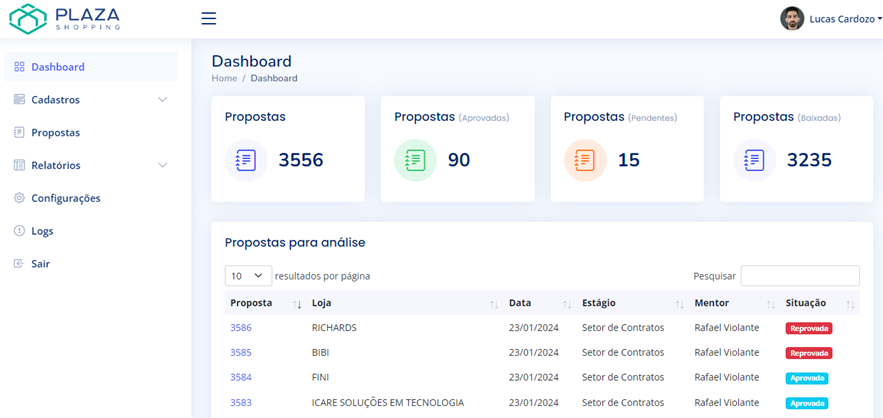 PLAZA
SHOPPING
Lucas Cardozo
Dashboard
Cadastros
Propostas
Relatórios
Configurações
Logs
Sair
Dashboard
Home / Dashboard
Propostas
3556
Propostas (Aprovadas)
90
Propostas (Pendentes)
15
Propostas (Baixadas)
3235
Propostas para análise
10 resultados por página
Pesquisar
Proposta Loja Data Estágio Mentor Situação
3586 RICHARDS 23/01/2024 Setor de Contratos Rafael Violante Reprovada
3585 BIBI 23/01/2024 Setor de Contratos Rafael Violante Reprovada
3584 FINI 23/01/2024 Setor de Contratos Rafael Violante Aprovada
3583 ICARE SOLUÇÕES EM TECNOLOGIA 23/01/2024 Setor de Contratos Rafael Violante Aprovada